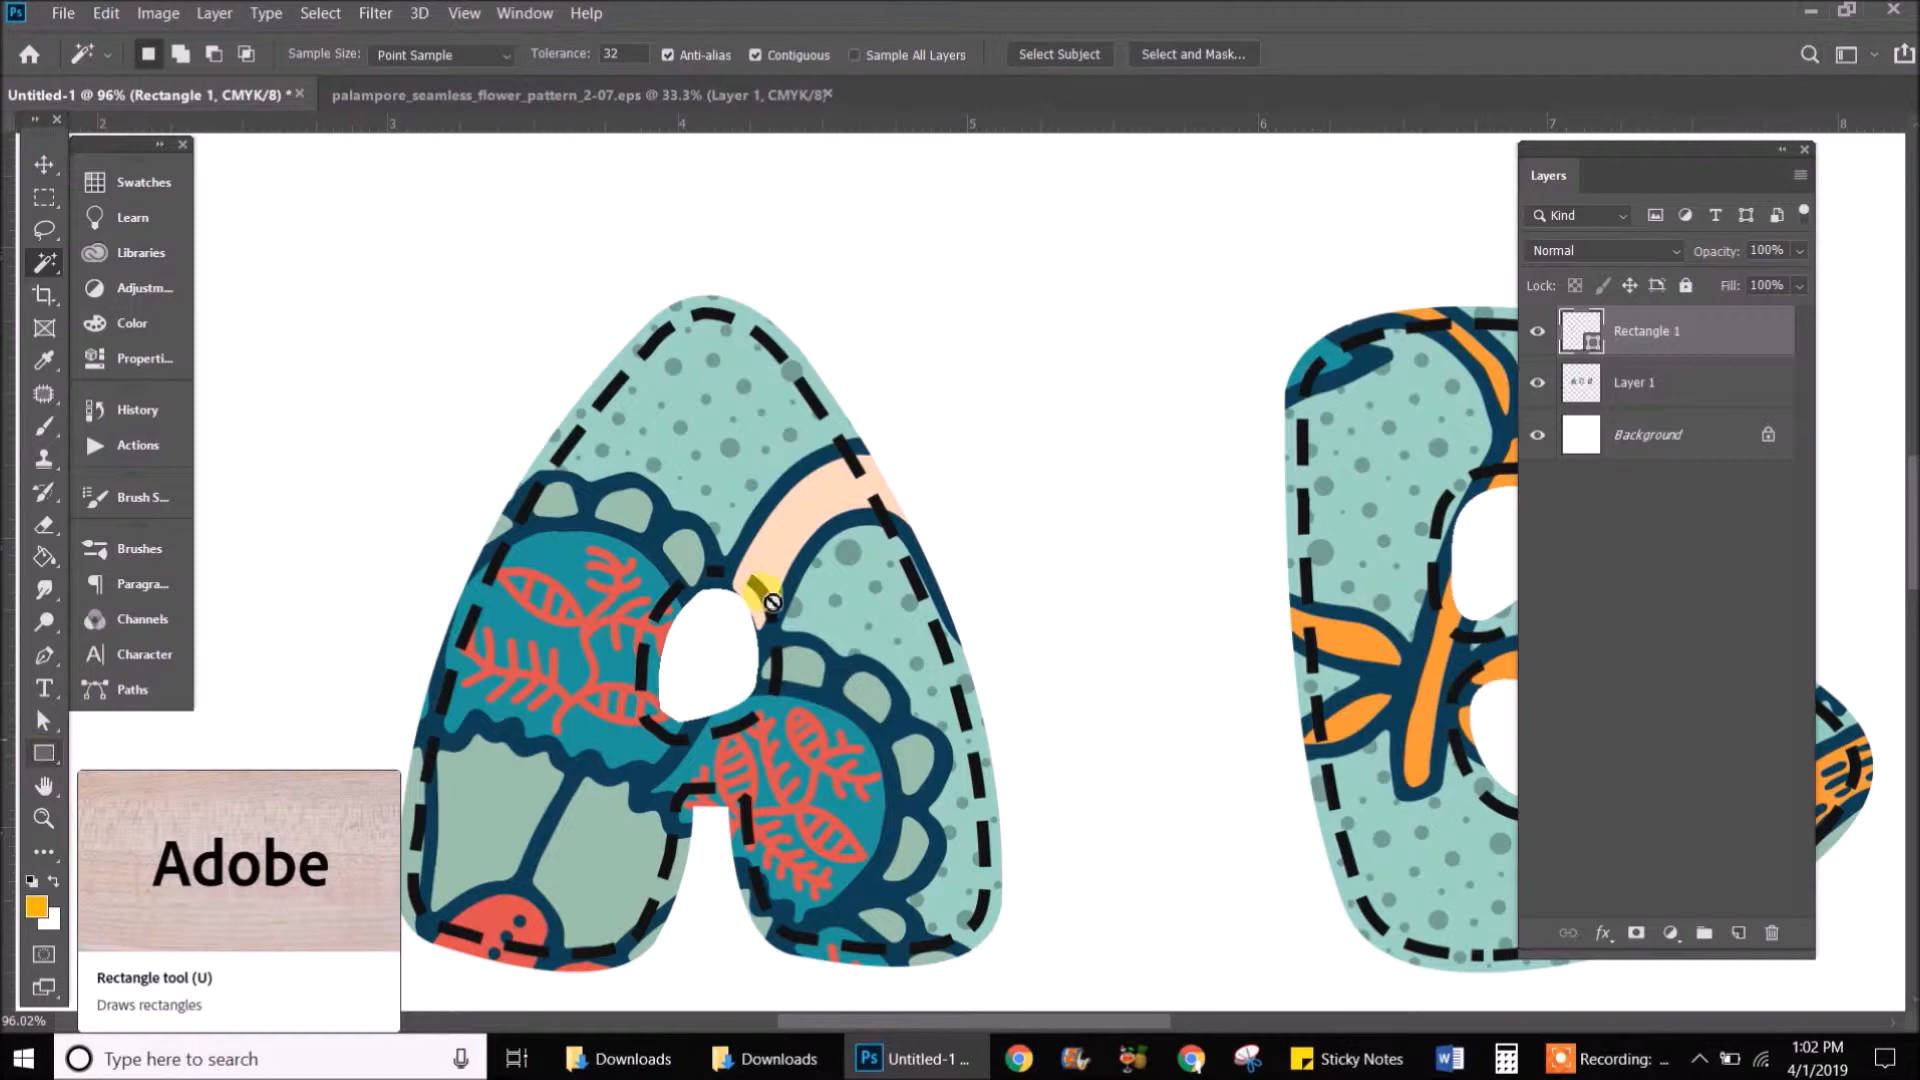 Ps File Edit Image Layer Type Select Filter 3D View Window Help
Sample Size: Point Sample Tolerance: 32 Anti-alias Contiguous Sample All Layers Select Subject Select and Mask...
Untitled-1 @ 96% (Rectangle 1, CMYK/8) * palampore_seamless_flower_pattern_2-07.eps @ 33.3% (Layer 1, CMYK/8)
2 3 4 5 6 7 8
Swatches
Learn
Libraries
Adjustm...
Color
Properti...
History
Actions
Brush S...
Brushes
Paragra...
Channels
Character
Paths
Layers
Kind
Normal Opacity: 100%
Lock: Fill: 100%
Rectangle 1
Layer 1
Background
fx
Adobe
Rectangle tool (U)
Draws rectangles
96.02%
Type here to search
Downloads
Downloads
Ps Untitled-1 ...
Sticky Notes
Recording: ...
1:02 PM
4/1/2019